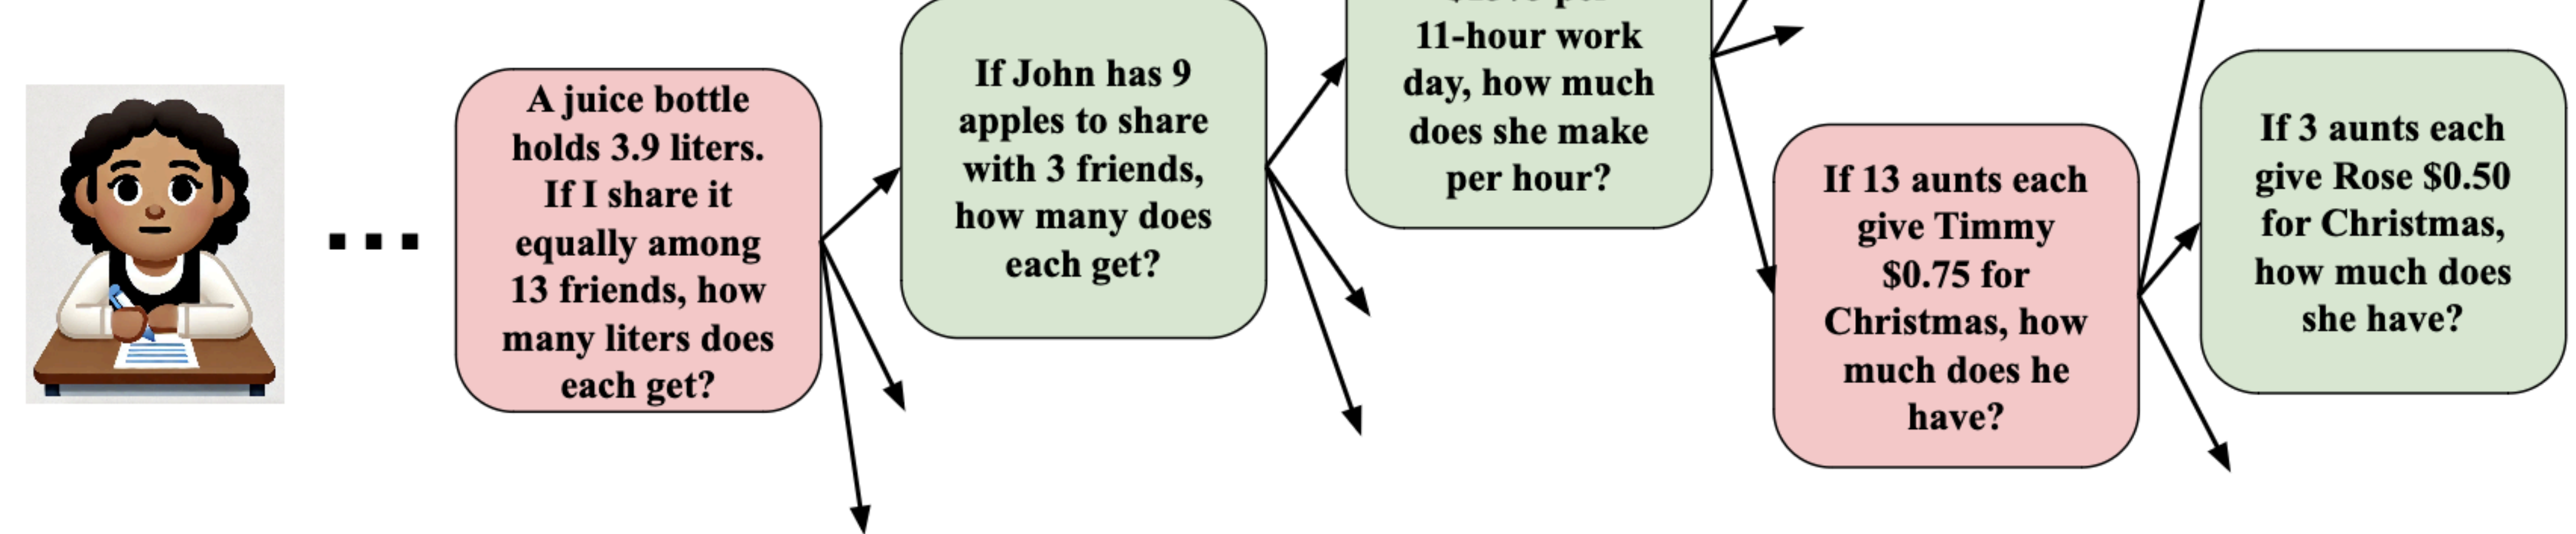 A juice bottle
holds 3.9 liters.
If I share it
equally among
13 friends, how
many liters does
each get?
If John has 9
apples to share
with 3 friends,
how many does
each get?
11-hour work
day, how much
does she make
per hour?
If 13 aunts each
give Timmy
$0.75 for
Christmas, how
much does he
have?
If 3 aunts each
give Rose $0.50
for Christmas,
how much does
she have?